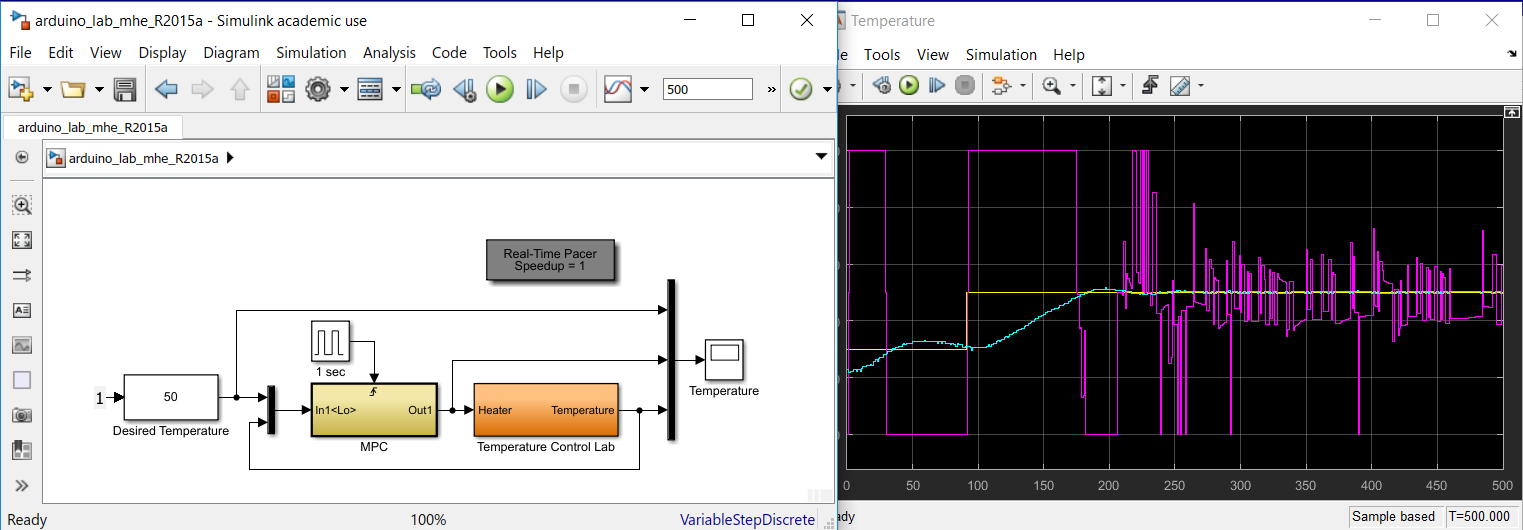 arduino_lab_mhe_R2015a - Simulink academic use
File Edit View Display Diagram Simulation Analysis Code Tools Help
500
»
arduino_lab_mhe_R2015a
arduino_lab_mhe_R2015a
Real-Time Pacer
Speedup = 1
1 sec
1
50
Desired Temperature
In1<Lo> Out1
MPC
Heater Temperature
Temperature Control Lab
Temperature
Ready 100% VariableStepDiscrete
Temperature
Tools View Simulation Help
0 50 100 150 200 250 300 350 400 450 500
Sample based T=500.000